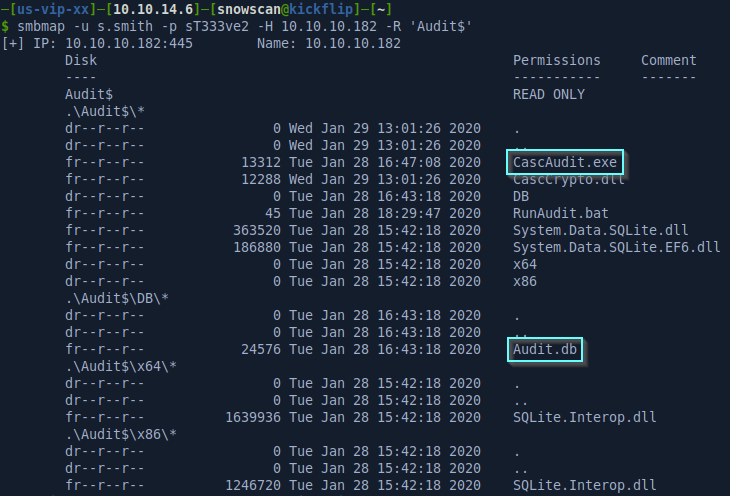 ─[us-vip-xx]─[10.10.14.6]─[snowscan@kickflip]─[~]
$ smbmap -u s.smith -p sT333ve2 -H 10.10.10.182 -R 'Audit$'
[+] IP: 10.10.10.182:445 Name: 10.10.10.182
Disk Permissions Comment
---- ----------- -------
Audit$ READ ONLY
.\Audit$\*
dr--r--r-- 0 Wed Jan 29 13:01:26 2020 .
dr--r--r-- 0 Wed Jan 29 13:01:26 2020 ..
fr--r--r-- 13312 Tue Jan 28 16:47:08 2020 CascAudit.exe
fr--r--r-- 12288 Wed Jan 29 13:01:26 2020 CascCrypto.dll
dr--r--r-- 0 Tue Jan 28 16:43:18 2020 DB
fr--r--r-- 45 Tue Jan 28 18:29:47 2020 RunAudit.bat
fr--r--r-- 363520 Tue Jan 28 15:42:18 2020 System.Data.SQLite.dll
fr--r--r-- 186880 Tue Jan 28 15:42:18 2020 System.Data.SQLite.EF6.dll
dr--r--r-- 0 Tue Jan 28 15:42:18 2020 x64
dr--r--r-- 0 Tue Jan 28 15:42:18 2020 x86
.\Audit$\DB\*
dr--r--r-- 0 Tue Jan 28 16:43:18 2020 .
dr--r--r-- 0 Tue Jan 28 16:43:18 2020 ..
fr--r--r-- 24576 Tue Jan 28 16:43:18 2020 Audit.db
.\Audit$\x64\*
dr--r--r-- 0 Tue Jan 28 15:42:18 2020 .
dr--r--r-- 0 Tue Jan 28 15:42:18 2020 ..
fr--r--r-- 1639936 Tue Jan 28 15:42:18 2020 SQLite.Interop.dll
.\Audit$\x86\*
dr--r--r-- 0 Tue Jan 28 15:42:18 2020 .
dr--r--r-- 0 Tue Jan 28 15:42:18 2020 ..
fr--r--r-- 1246720 Tue Jan 28 15:42:18 2020 SQLite.Interop.dll